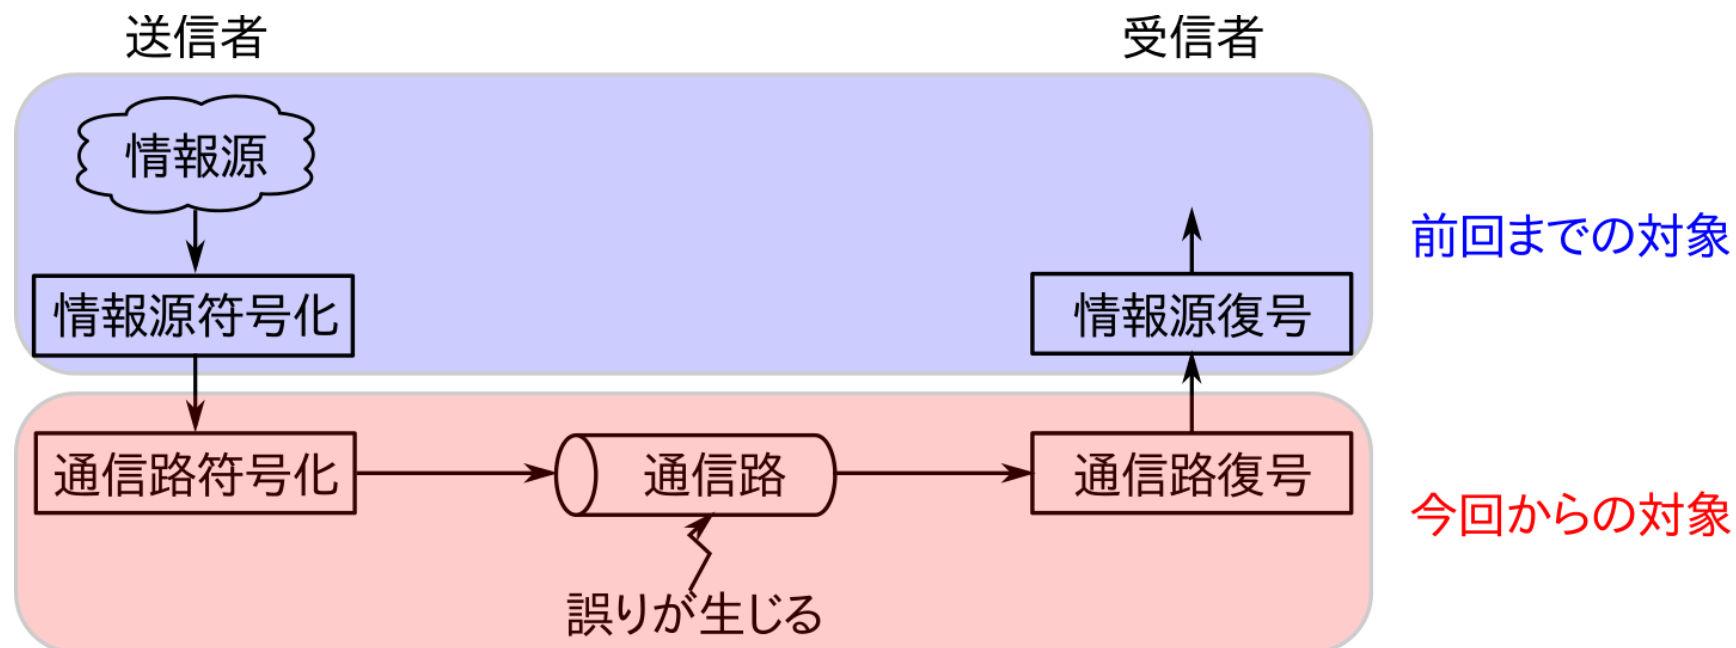 送信者
受信者
情報源
前回までの対象
情報源符号化
情報源復号
通信路符号化
通信路
通信路復号
今回からの対象
誤りが生じる